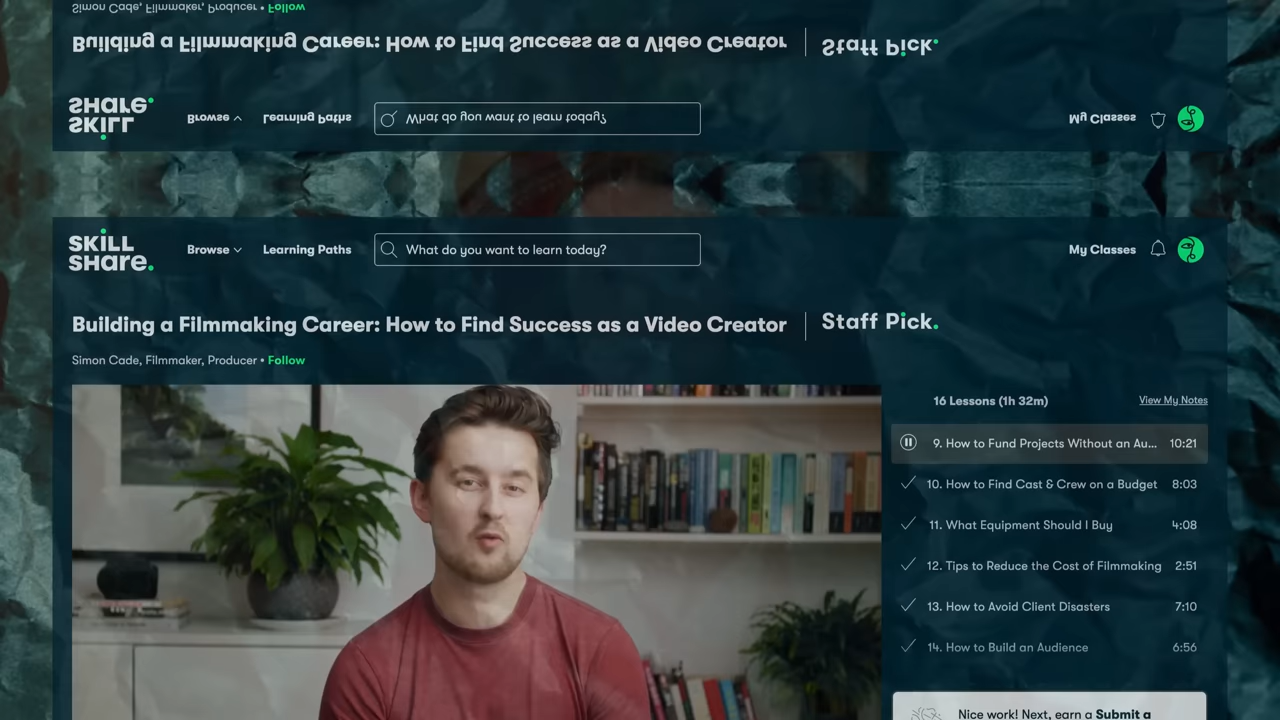 Simon Cade, Filmmaker, Producer • Follow
Building a Filmmaking Career: How to Find Success as a Video Creator
Staff Pick.
SKILL SHARE.
Browse
Learning Paths
What do you want to learn today?
My Classes
SKILL
SHARE.
Browse
Learning Paths
What do you want to learn today?
My Classes
Building a Filmmaking Career: How to Find Success as a Video Creator
Staff Pick.
Simon Cade, Filmmaker, Producer • Follow
16 Lessons (1h 32m)
View My Notes
9. How to Fund Projects Without an Au... 10:21
10. How to Find Cast & Crew on a Budget 8:03
11. What Equipment Should I Buy 4:08
12. Tips to Reduce the Cost of Filmmaking 2:51
13. How to Avoid Client Disasters 7:10
14. How to Build an Audience 6:56
Nice work! Next, earn a Submit a